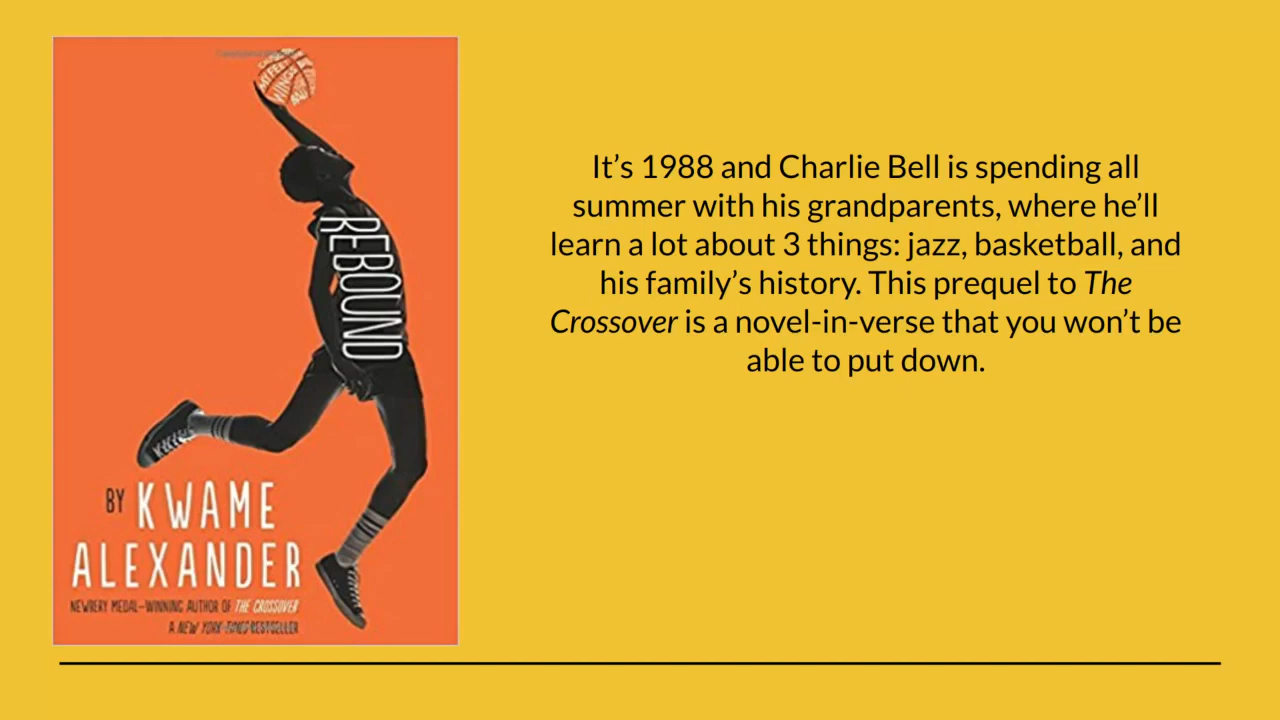 REBOUND
BY KWAME
ALEXANDER
NEWBERY MEDAL–WINNING AUTHOR OF THE CROSSOVER
A NEW YORK TIMES BESTSELLER
It’s 1988 and Charlie Bell is spending all
summer with his grandparents, where he’ll
learn a lot about 3 things: jazz, basketball, and
his family’s history. This prequel to The
Crossover is a novel-in-verse that you won’t be
able to put down.